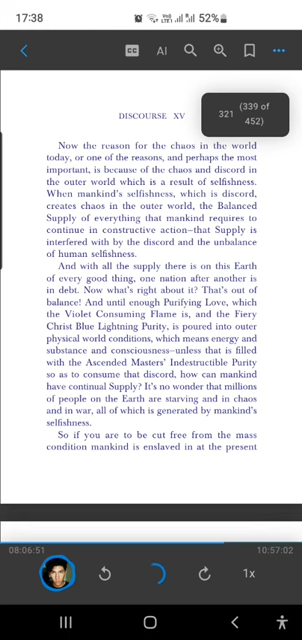 17:38
52%
CC
AI
321 (339 of
452)
DISCOURSE XV
Now the reason for the chaos in the world
today, or one of the reasons, and perhaps the most
important, is because of the chaos and discord in
the outer world which is a result of selfishness.
When mankind's selfishness, which is discord,
creates chaos in the outer world, the Balanced
Supply of everything that mankind requires to
continue in constructive action—that Supply is
interfered with by the discord and the unbalance
of human selfishness.
And with all the supply there is on this Earth
of every good thing, one nation after another is
in debt. Now what's right about it? That's out of
balance! And until enough Purifying Love, which
the Violet Consuming Flame is, and the Fiery
Christ Blue Lightning Purity, is poured into outer
physical world conditions, which means energy and
substance and consciousness—unless that is filled
with the Ascended Masters' Indestructible Purity
so as to consume that discord, how can mankind
have continual Supply? It's no wonder that millions
of people on the Earth are starving and in chaos
and in war, all of which is generated by mankind's
selfishness.
So if you are to be cut free from the mass
condition mankind is enslaved in at the present
08:06:51
10:57:02
1x